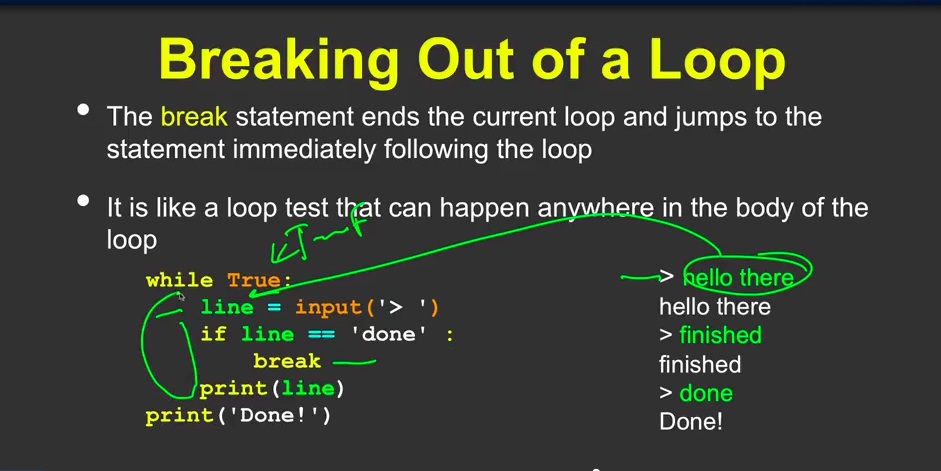 Breaking Out of a Loop
• The break statement ends the current loop and jumps to the
statement immediately following the loop
• It is like a loop test that can happen anywhere in the body of the
loop
T F
while True:
    line = input('> ')
    if line == 'done' :
        break
    print(line)
print('Done!')
> hello there
hello there
> finished
finished
> done
Done!